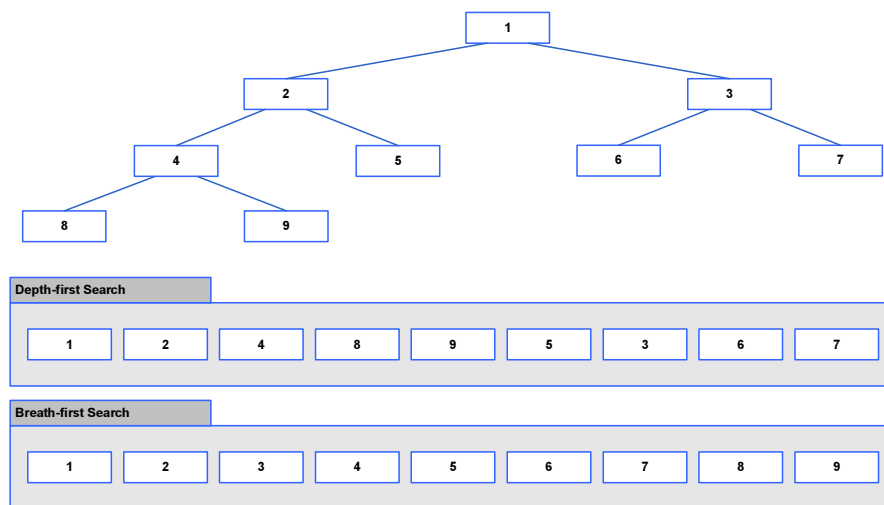 1
2 3
4 5 6 7
8 9
Depth-first Search
1 2 4 8 9 5 3 6 7
Breath-first Search
1 2 3 4 5 6 7 8 9